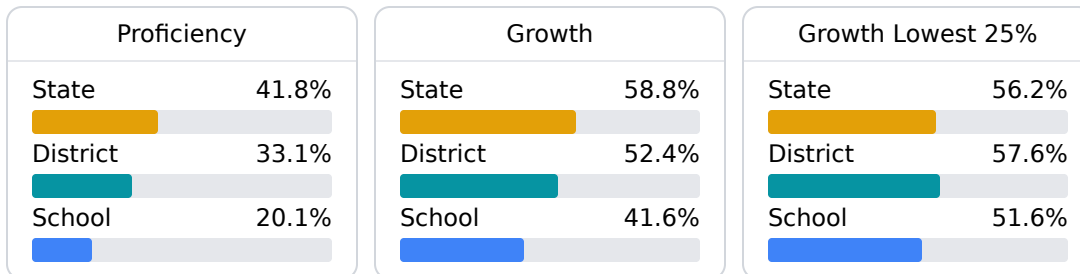 Proficiency
State 41.8%
District 33.1%
School 20.1%
Growth
State 58.8%
District 52.4%
School 41.6%
Growth Lowest 25%
State 56.2%
District 57.6%
School 51.6%